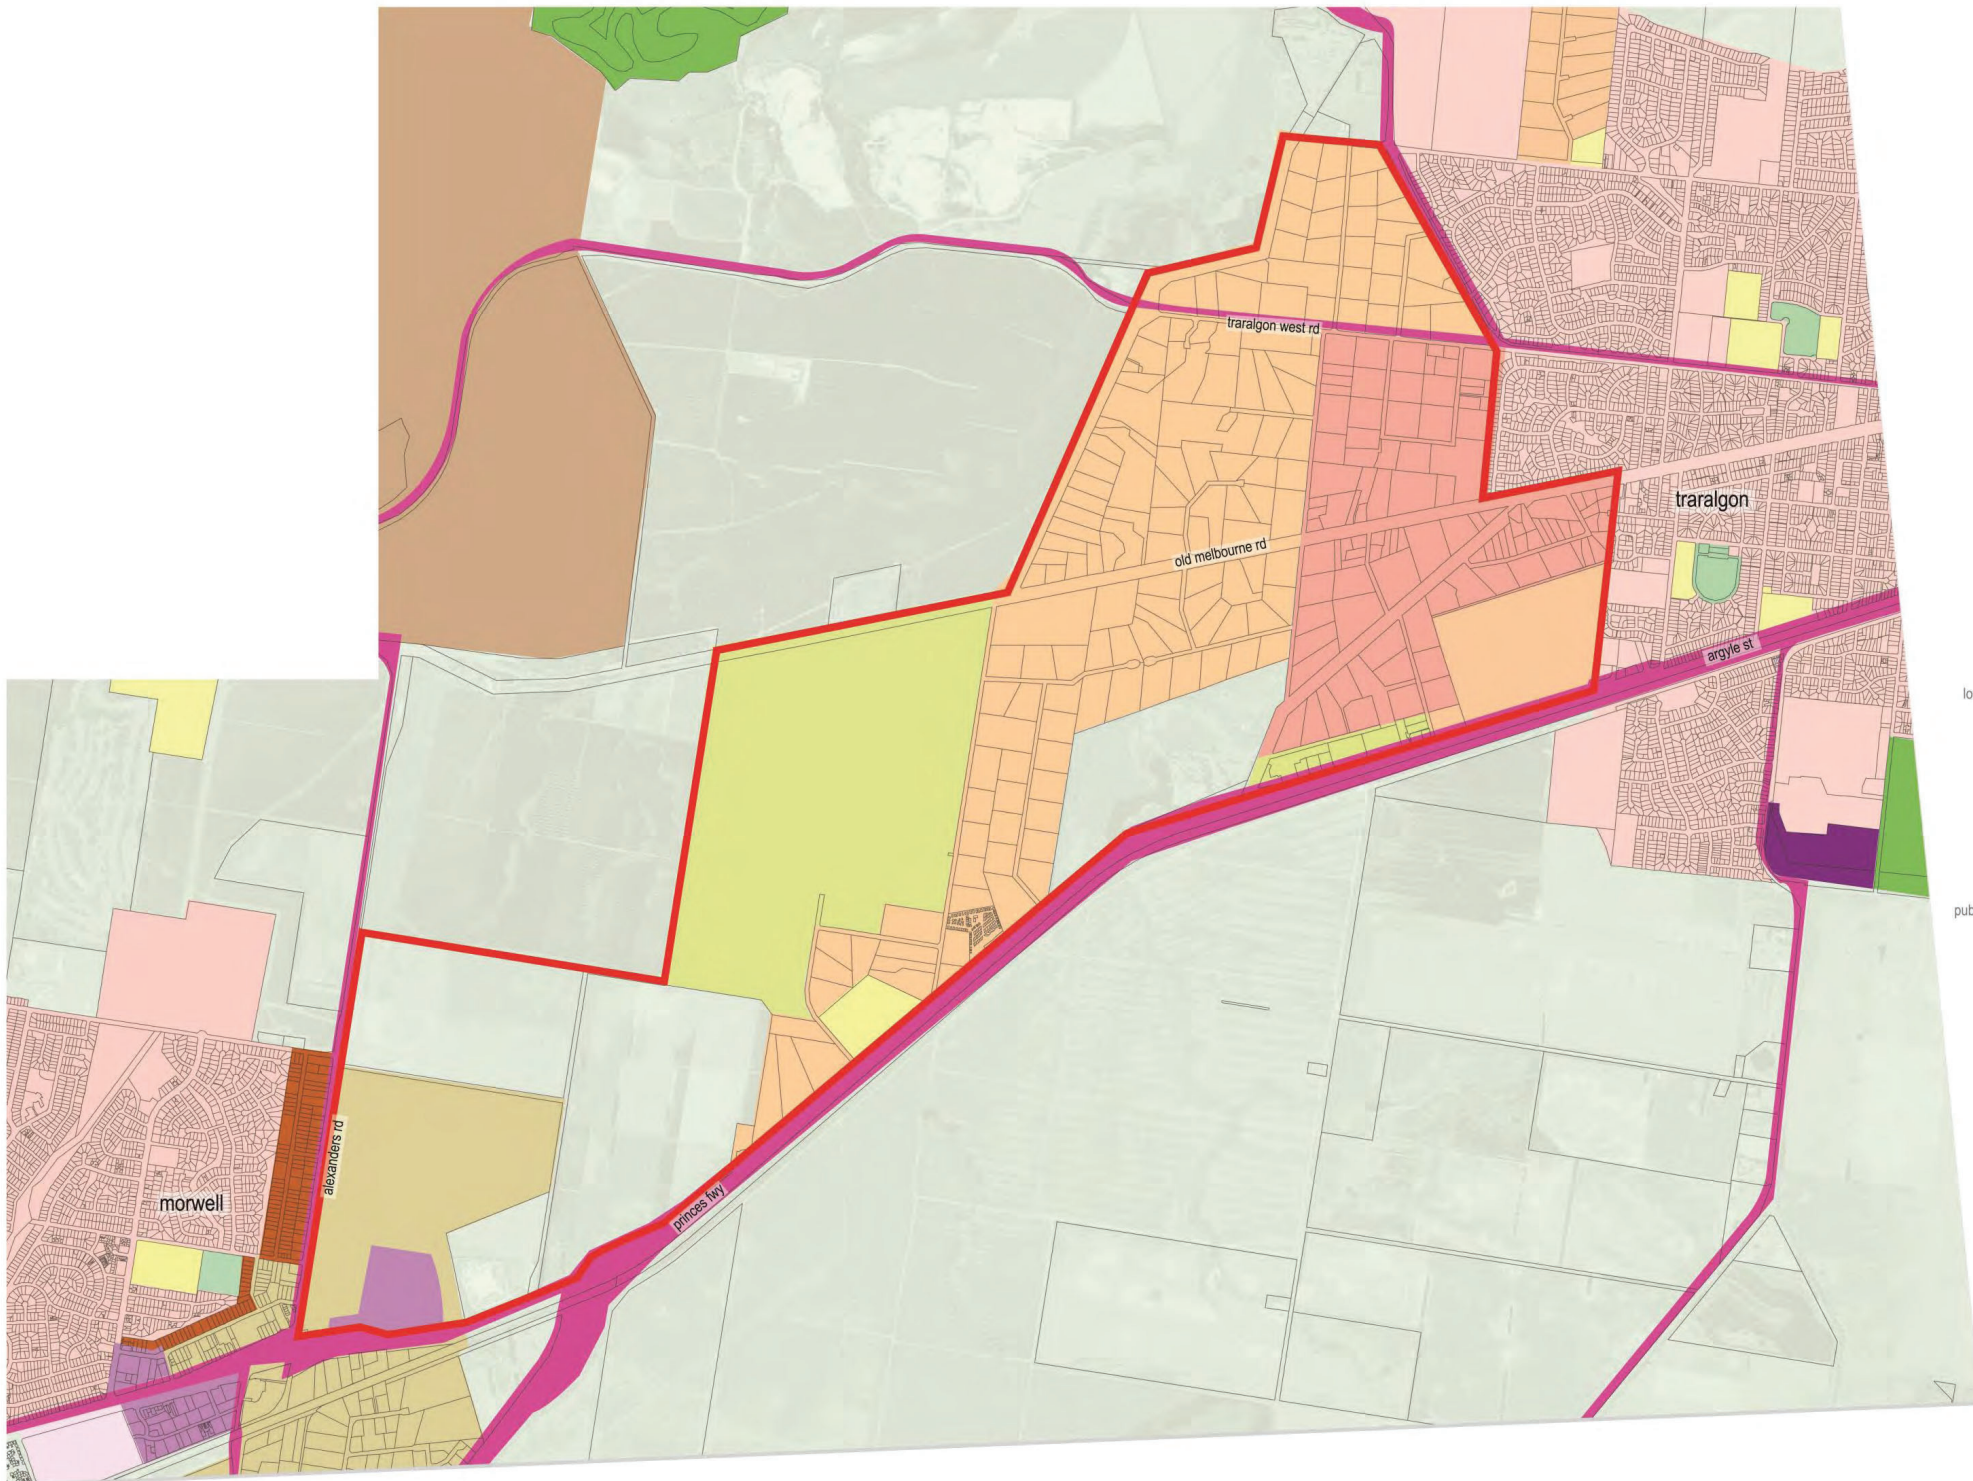 traralgon west rd
traralgon
old melbourne rd
argyle st
lo
pub
alexanders rd
morwell
princes fwy